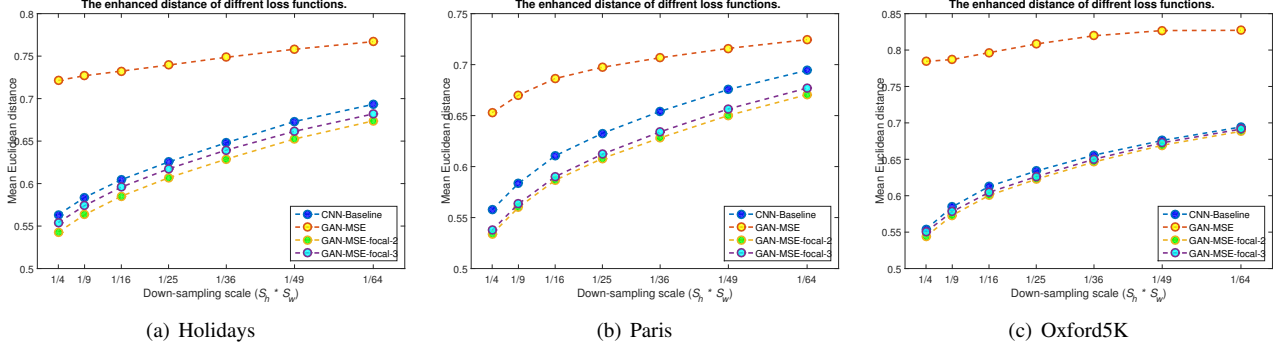 The enhanced distance of diffrent loss functions.
0.8
0.75
0.7
0.65
0.6
0.55
0.5
Mean Euclidean distance
CNN-Baseline
GAN-MSE
GAN-MSE-focal-2
GAN-MSE-focal-3
1/4 1/9 1/16 1/25 1/36 1/49 1/64
Down-sampling scale (S_h * S_w)
(a) Holidays
The enhanced distance of diffrent loss functions.
0.75
0.7
0.65
0.6
0.55
0.5
Mean Euclidean distance
CNN-Baseline
GAN-MSE
GAN-MSE-focal-2
GAN-MSE-focal-3
1/4 1/9 1/16 1/25 1/36 1/49 1/64
Down-sampling scale (S_h * S_w)
(b) Paris
The enhanced distance of diffrent loss functions.
0.85
0.8
0.75
0.7
0.65
0.6
0.55
0.5
Mean Euclidean distance
CNN-Baseline
GAN-MSE
GAN-MSE-focal-2
GAN-MSE-focal-3
1/4 1/9 1/16 1/25 1/36 1/49 1/64
Down-sampling scale (S_h * S_w)
(c) Oxford5K